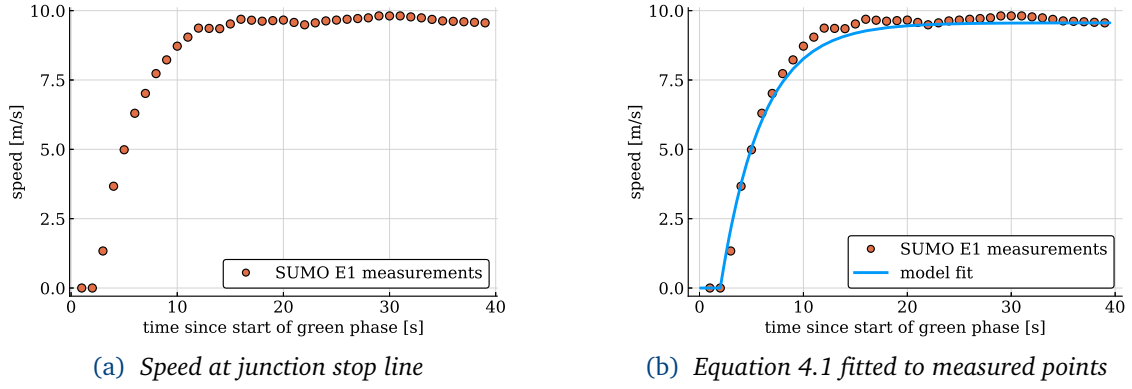 10.0
7.5
5.0
2.5
0.0
speed [m/s]
SUMO E1 measurements
0 10 20 30 40
time since start of green phase [s]
(a) Speed at junction stop line
10.0
7.5
5.0
2.5
0.0
speed [m/s]
SUMO E1 measurements
model fit
0 10 20 30 40
time since start of green phase [s]
(b) Equation 4.1 fitted to measured points